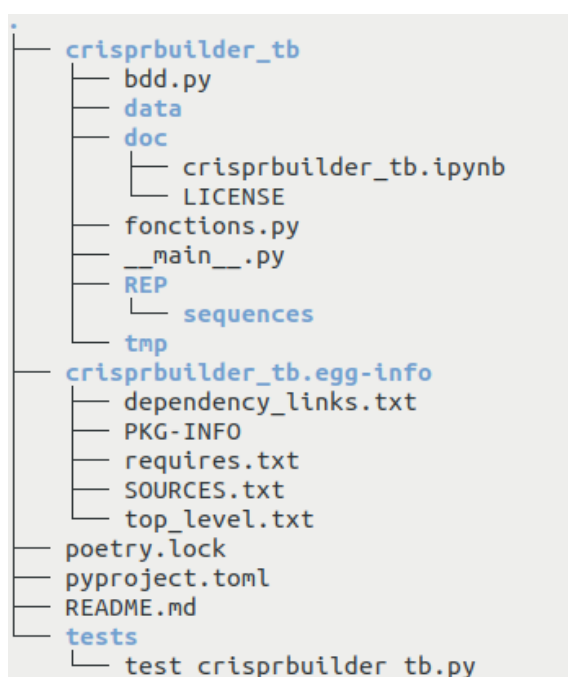 .
├── crisprbuilder_tb
│   ├── bdd.py
│   ├── data
│   ├── doc
│   │   ├── crisprbuilder_tb.ipynb
│   │   └── LICENSE
│   ├── fonctions.py
│   ├── __main__.py
│   ├── REP
│   │   └── sequences
│   └── tmp
├── crisprbuilder_tb.egg-info
│   ├── dependency_links.txt
│   ├── PKG-INFO
│   ├── requires.txt
│   ├── SOURCES.txt
│   └── top_level.txt
├── poetry.lock
├── pyproject.toml
├── README.md
└── tests
    └── test_crisprbuilder_tb.py